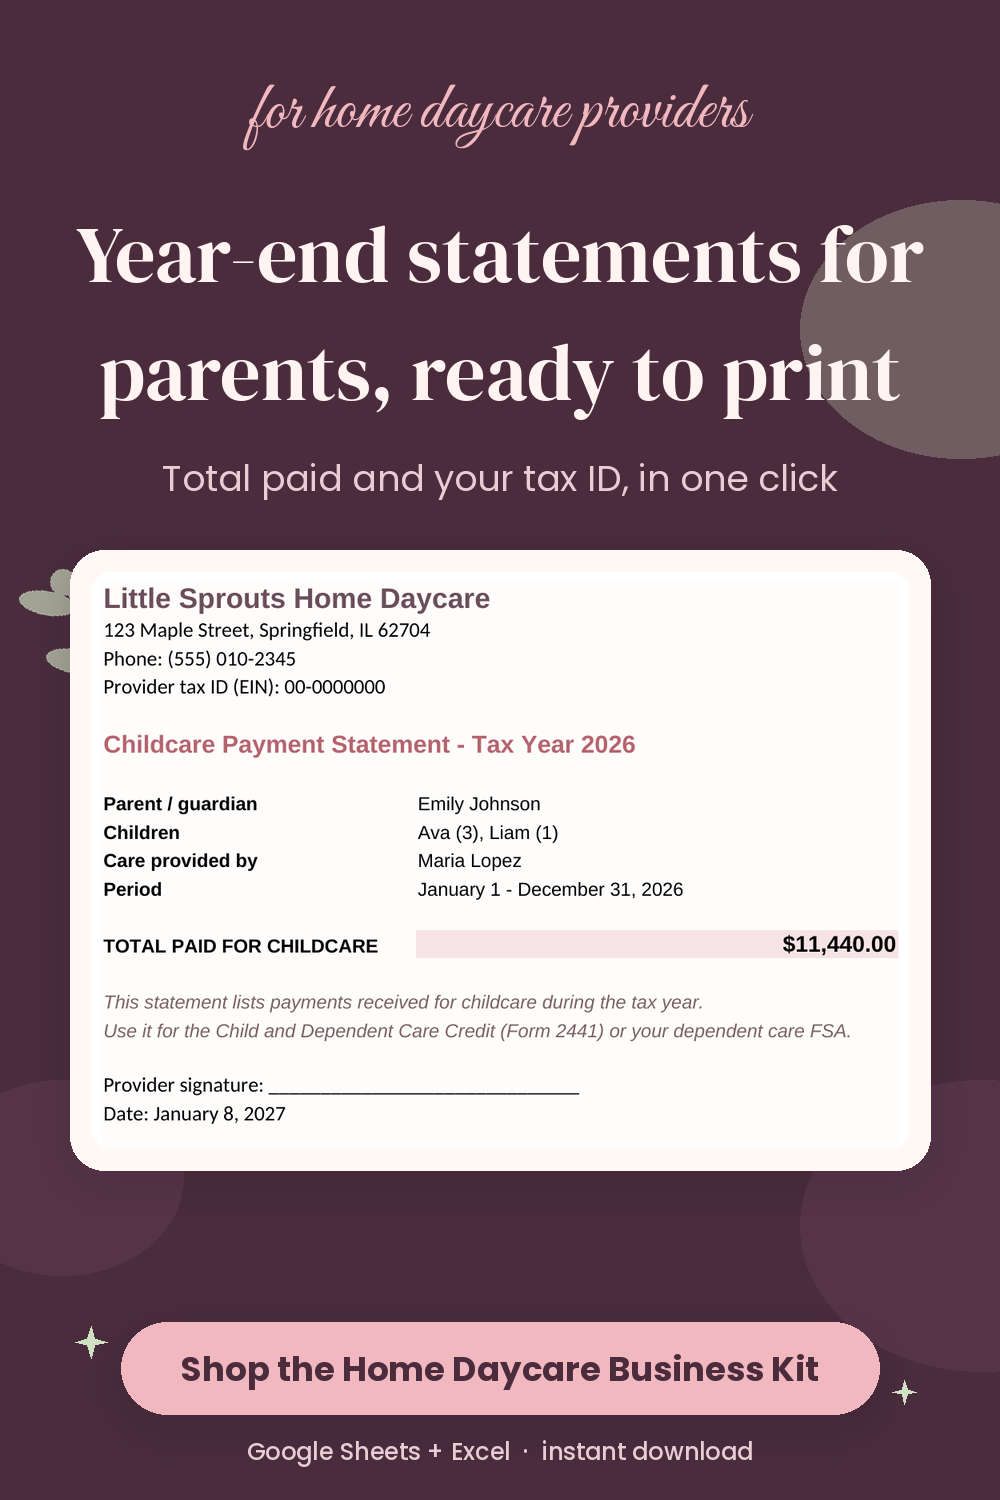 for home daycare providers
Year-end statements for
parents, ready to print
Total paid and your tax ID, in one click
Little Sprouts Home Daycare
123 Maple Street, Springfield, IL 62704
Phone: (555) 010-2345
Provider tax ID (EIN): 00-0000000
Childcare Payment Statement - Tax Year 2026
Parent / guardian Emily Johnson
Children Ava (3), Liam (1)
Care provided by Maria Lopez
Period January 1 - December 31, 2026
TOTAL PAID FOR CHILDCARE $11,440.00
This statement lists payments received for childcare during the tax year.
Use it for the Child and Dependent Care Credit (Form 2441) or your dependent care FSA.
Provider signature: ______________________________
Date: January 8, 2027
Shop the Home Daycare Business Kit
Google Sheets + Excel · instant download